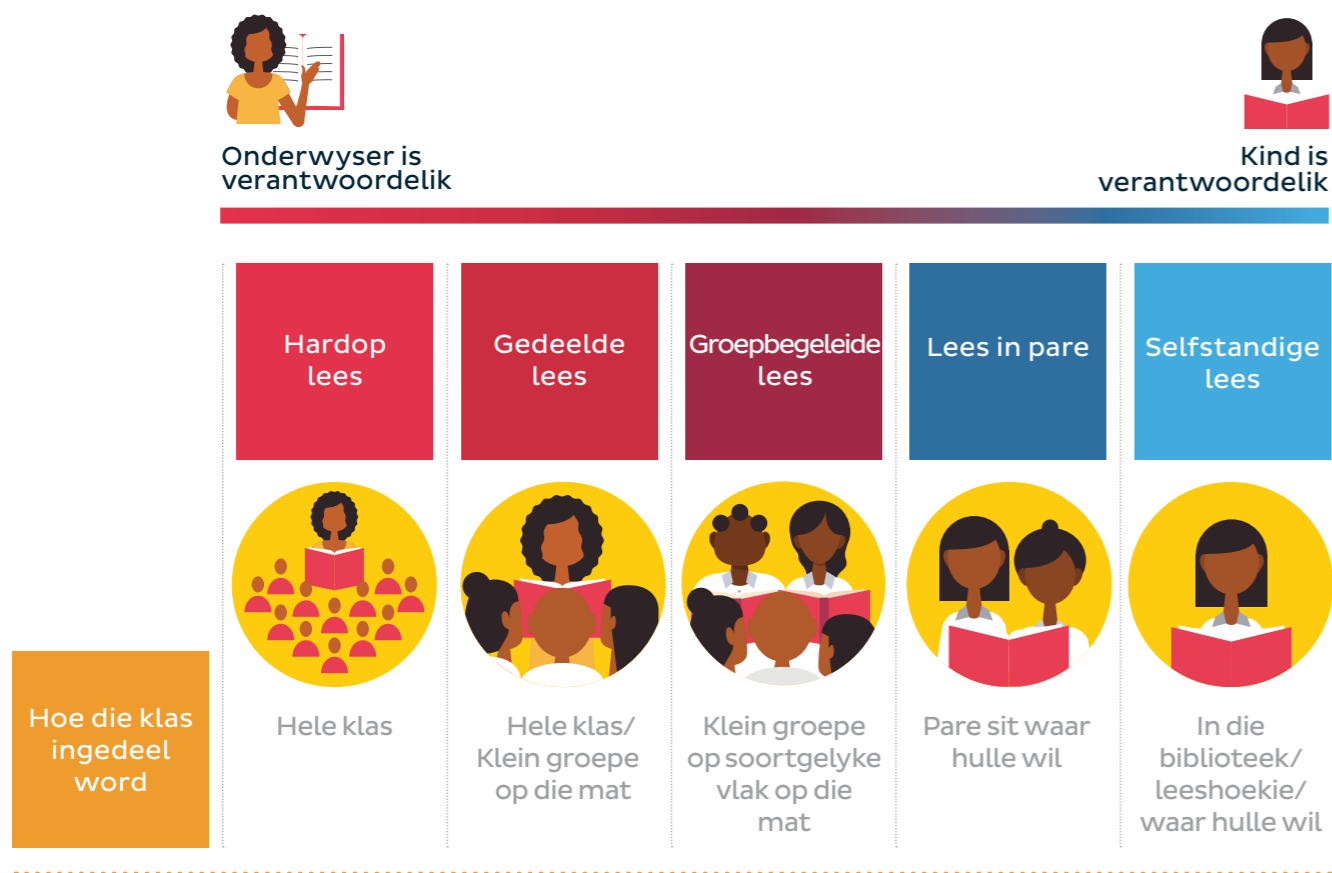 Onderwyser is
verantwoordelik
Kind is
verantwoordelik
Hardop
lees
Gedeelde
lees
Groepbegeleide
lees
Lees in pare
Selfstandige
lees
Hoe die klas
ingedeel
word
Hele klas
Hele klas/
Klein groepe
op die mat
Klein groepe
op soortgelyke
vlak op die
mat
Pare sit waar
hulle wil
In die
biblioteek/
leeshoekie/
waar hulle wil